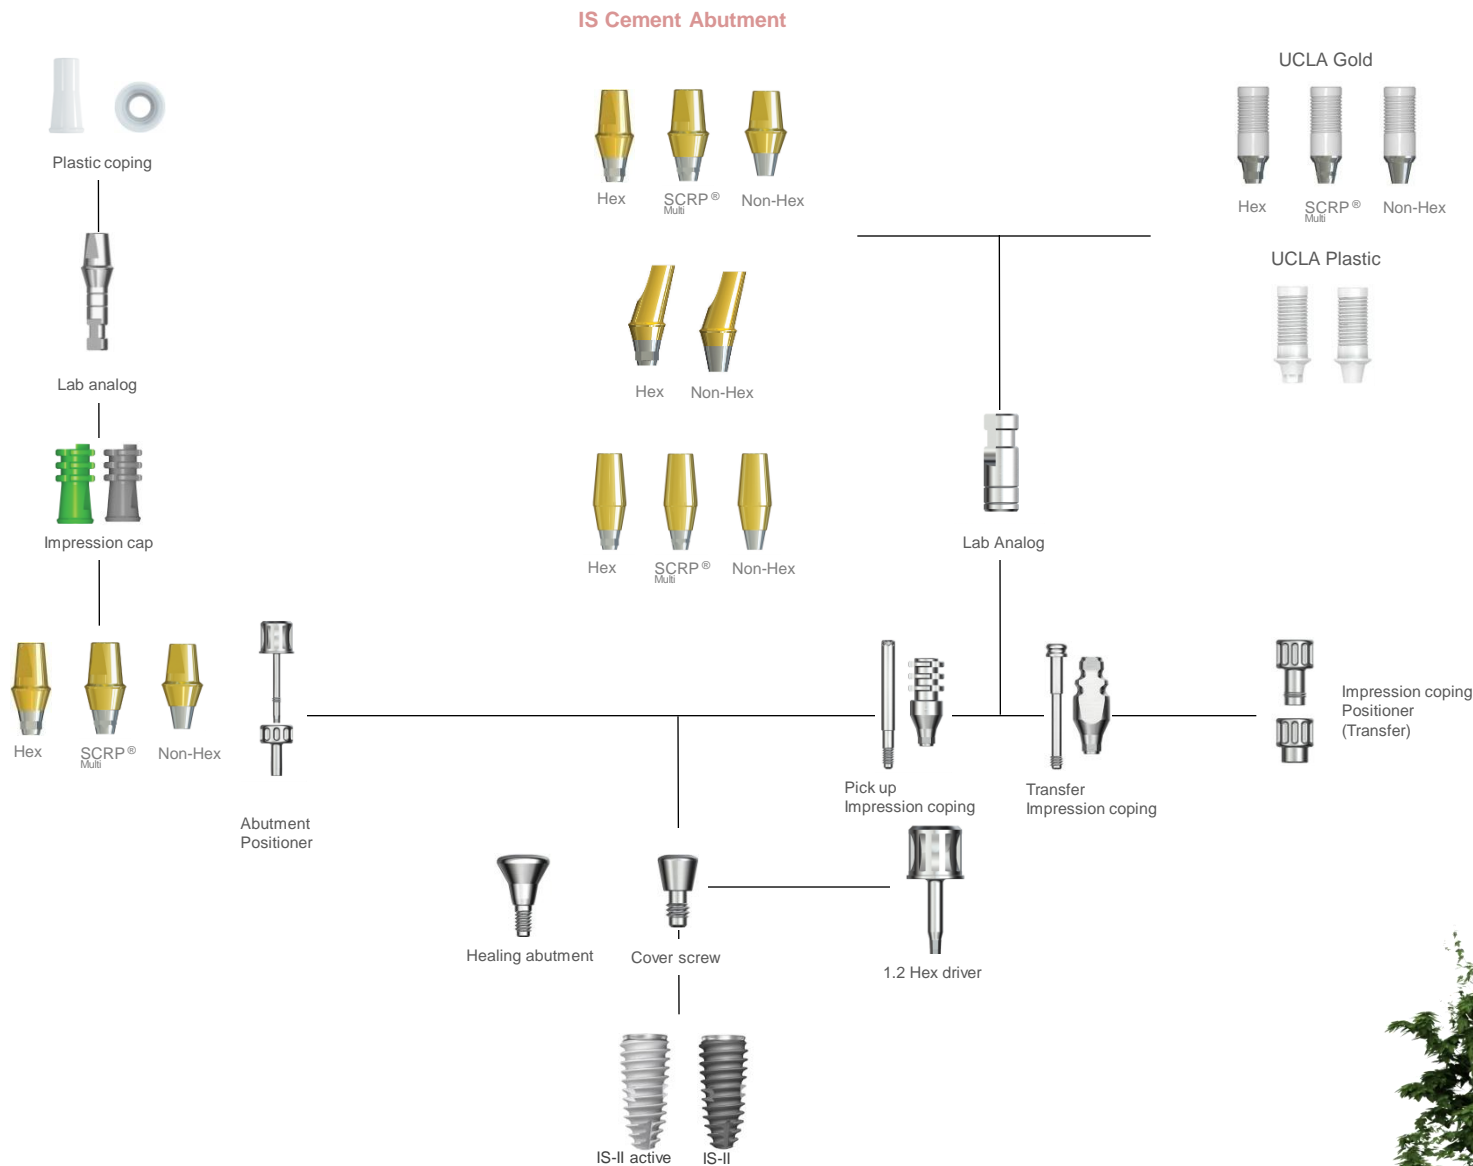 IS Cement Abutment
Plastic coping
Lab analog
Impression cap
Hex
SCRP®
Multi
Non-Hex
Abutment
Positioner
Hex
SCRP®
Multi
Non-Hex
Hex
Non-Hex
Hex
SCRP®
Multi
Non-Hex
UCLA Gold
Hex
SCRP®
Multi
Non-Hex
UCLA Plastic
Lab Analog
Pick up
Impression coping
Transfer
Impression coping
Impression coping
Positioner
(Transfer)
Healing abutment
Cover screw
1.2 Hex driver
IS-II active
IS-II